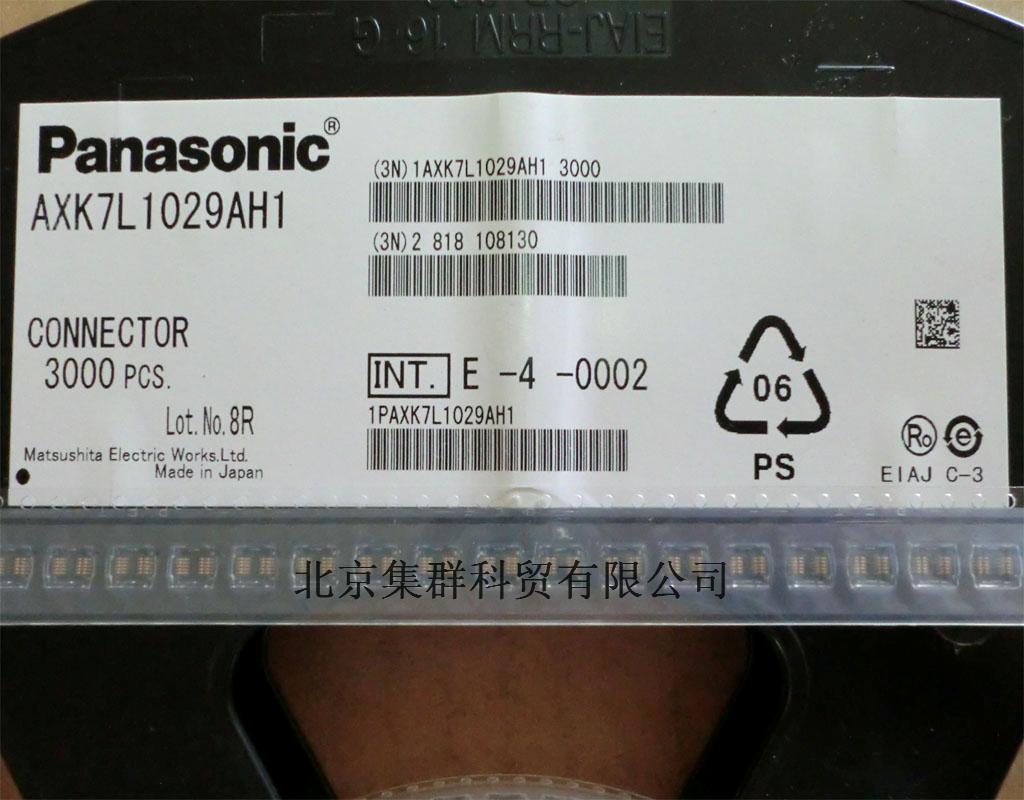 EIAJ-RRM 16·G
Panasonic®
AXK7L1029AH1
(3N)1AXK7L1029AH1 3000
(3N)2 818 108130
CONNECTOR
3000 PCS.
INT. E -4 -0002
1PAXK7L1029AH1
Lot.No.8R
Matsushita Electric Works.Ltd.
Made in Japan
06
PS
Ro e
EIAJ C-3
北京集群科贸有限公司